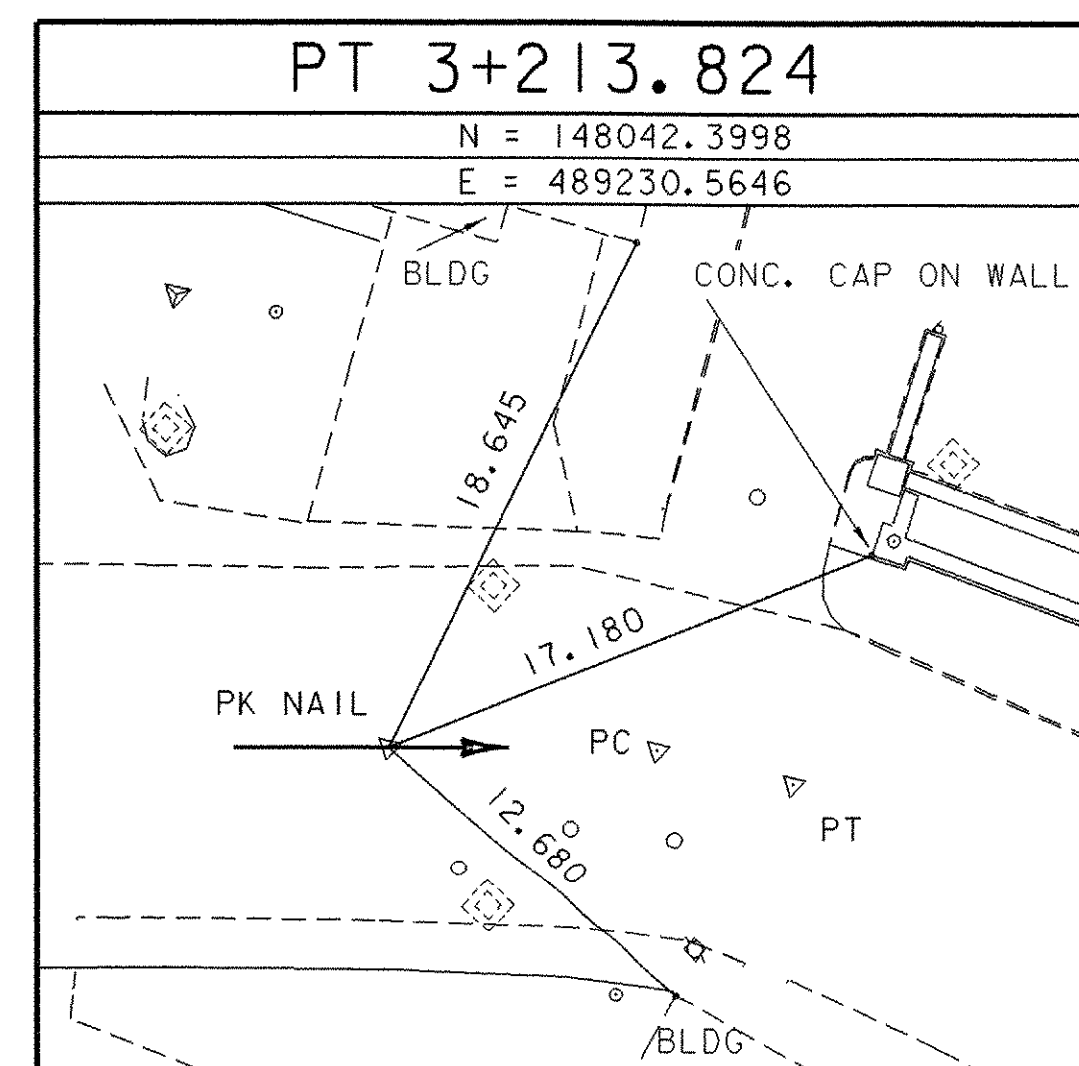 PT 3+213.824
N = 148042.3998
E = 489230.5646
BLDG
CONC. CAP ON WALL
18.645
17.180
PK NAIL
PC
PT
12.680
BLDG